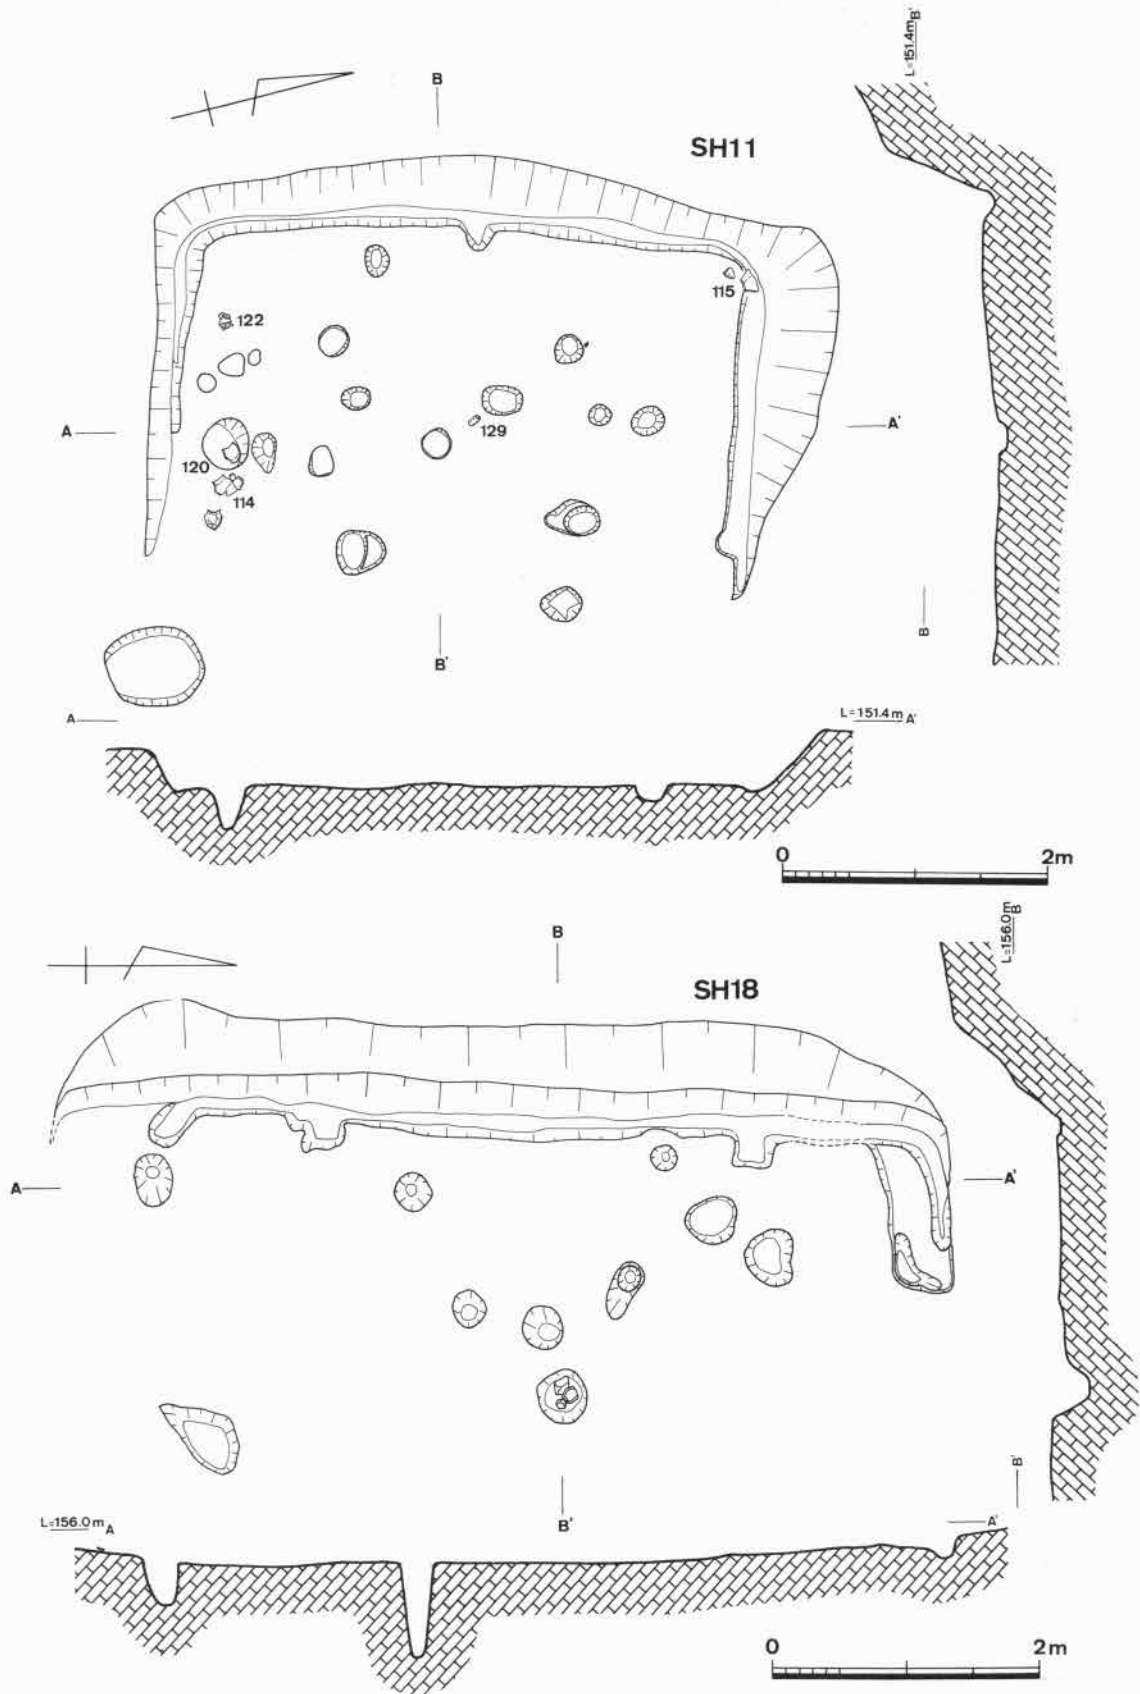 B
L=151.4m B'
SH11
122
115
129
A
A'
120
114
B'
B
A
L=151.4m A'
0 2m
B
L=156.0m B
SH18
A
A'
B'
B'
L=156.0m A
A'
0 2m